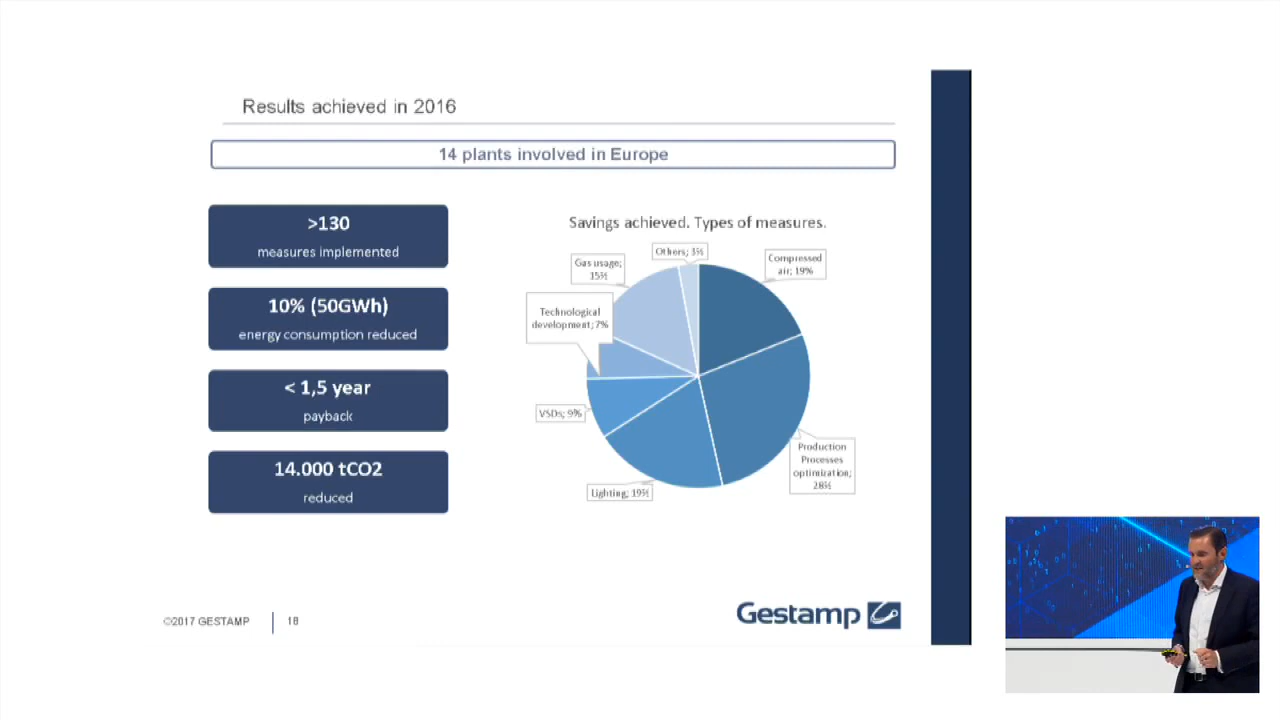 Results achieved in 2016
14 plants involved in Europe
>130
measures implemented
10% (50GWh)
energy consumption reduced
< 1,5 year
payback
14.000 tCO2
reduced
Savings achieved. Types of measures.
Others; 3%
Compressed
air; 19%
Gas usage;
15%
Technological
development; 7%
VSDs; 9%
Production
Processes
optimization;
28%
Lighting; 19%
©2017 GESTAMP
18
Gestamp